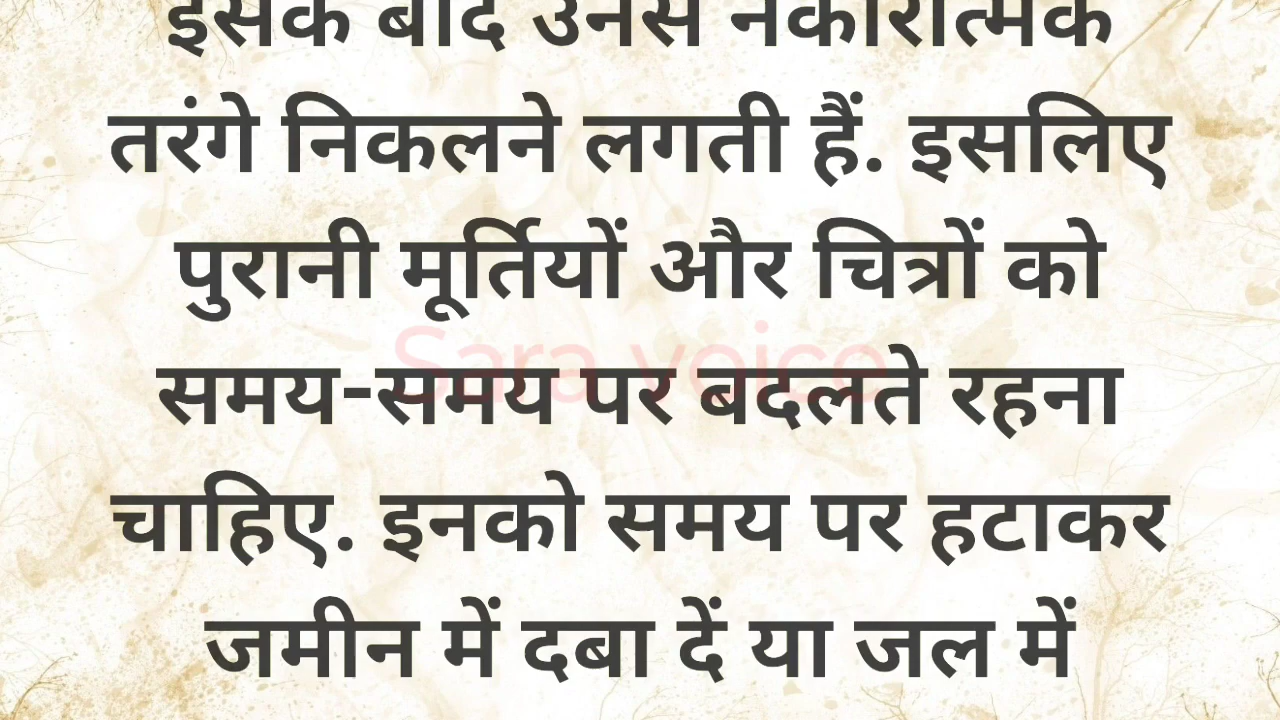 इसके बाद उनसे नकारात्मक
तरंगे निकलने लगती हैं. इसलिए
पुरानी मूर्तियों और चित्रों को
Sara voice
समय-समय पर बदलते रहना
चाहिए. इनको समय पर हटाकर
जमीन में दबा दें या जल में